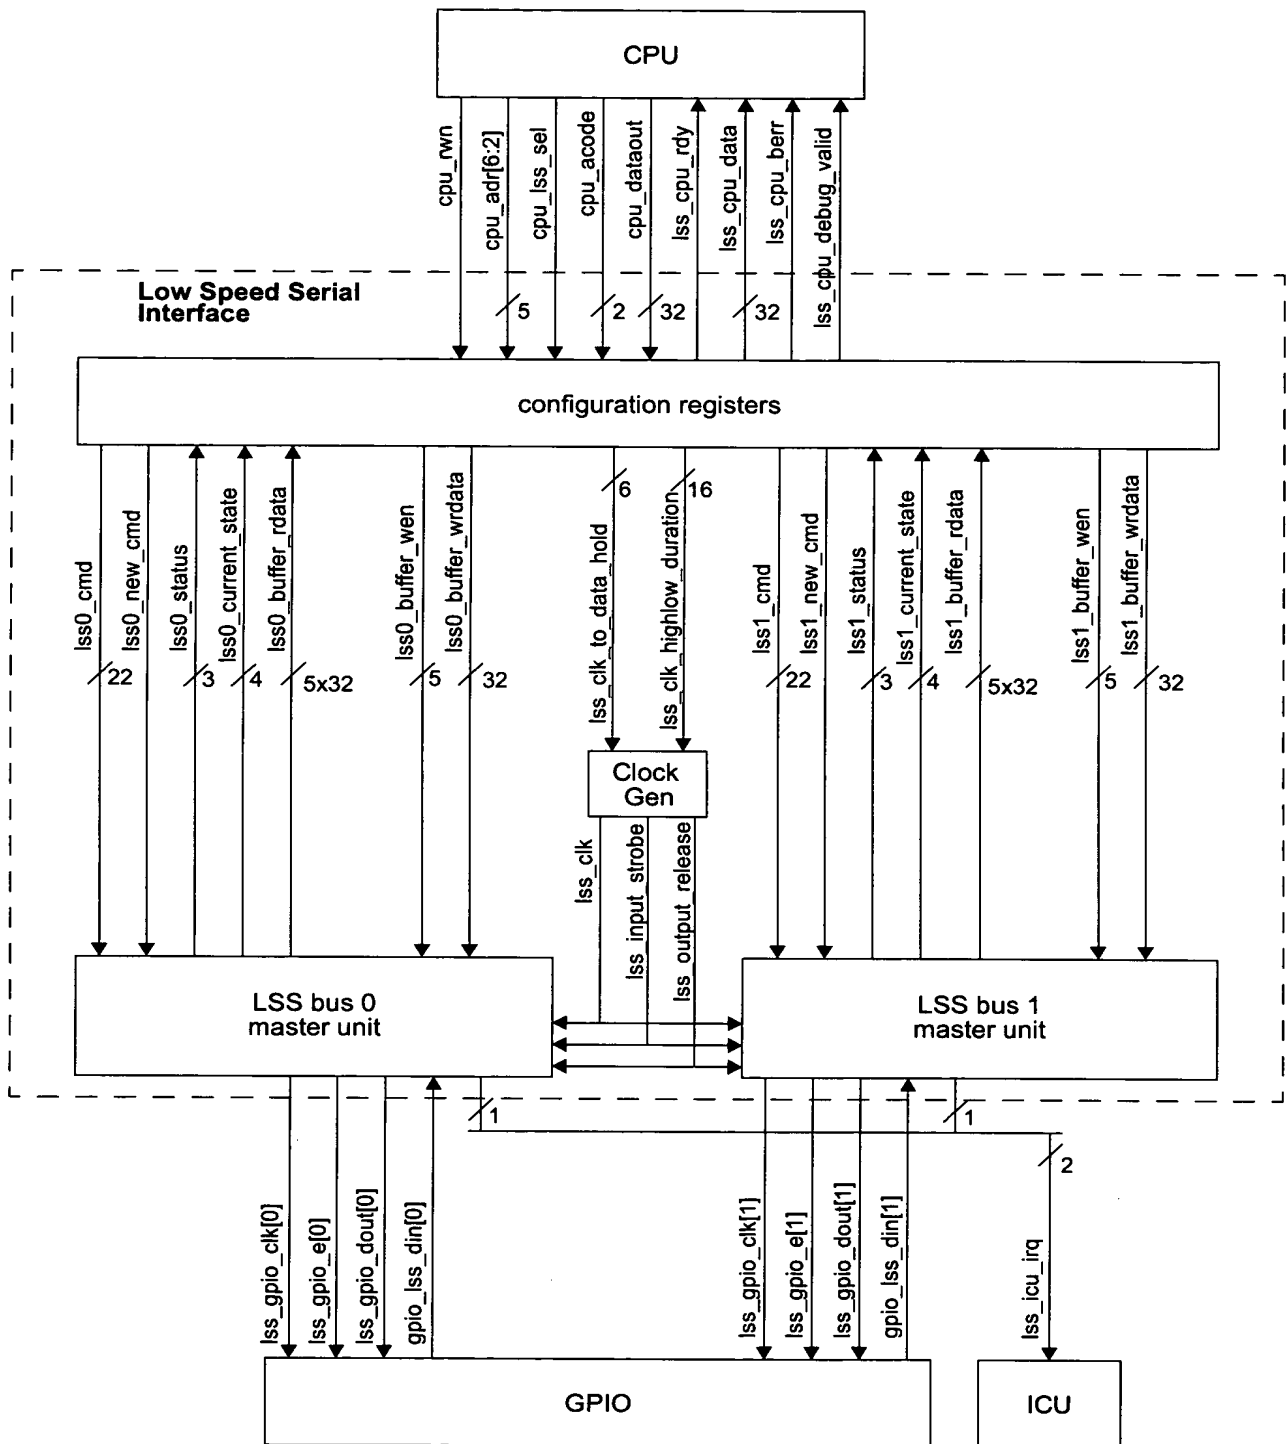 CPU
cpu_rwn
cpu_adr[6:2]
cpu_lss_sel
cpu_acode
cpu_dataout
lss_cpu_rdy
lss_cpu_data
lss_cpu_berr
lss_cpu_debug_valid
Low Speed Serial
Interface
5
2
32
32
configuration registers
lss0_cmd
lss0_new_cmd
lss0_status
lss0_current_state
lss0_buffer_rdata
lss0_buffer_wen
lss0_buffer_wrdata
lss_clk_to_data_hold
lss_clk_highlow_duration
lss1_cmd
lss1_new_cmd
lss1_status
lss1_current_state
lss1_buffer_rdata
lss1_buffer_wen
lss1_buffer_wrdata
6
16
22
3
4
5x32
5
32
22
3
4
5x32
5
32
Clock
Gen
lss_clk
lss_input_strobe
lss_output_release
LSS bus 0
master unit
LSS bus 1
master unit
1
1
2
lss_gpio_clk[0]
lss_gpio_e[0]
lss_gpio_dout[0]
gpio_lss_din[0]
lss_gpio_clk[1]
lss_gpio_e[1]
lss_gpio_dout[1]
gpio_lss_din[1]
lss_icu_irq
GPIO
ICU